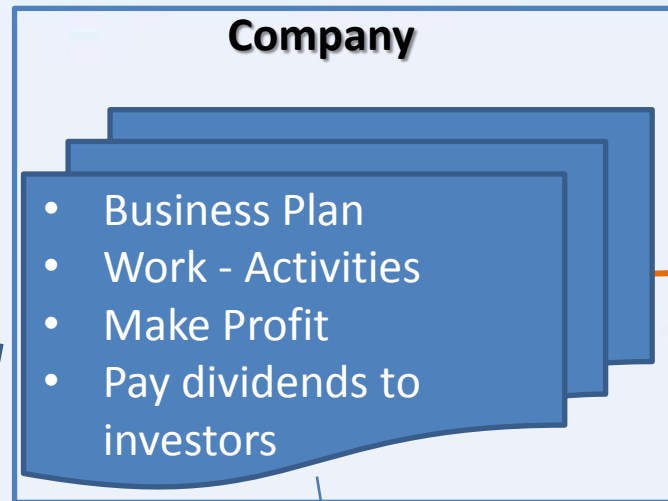 Company
• Business Plan
• Work - Activities
• Make Profit
• Pay dividends to
investors